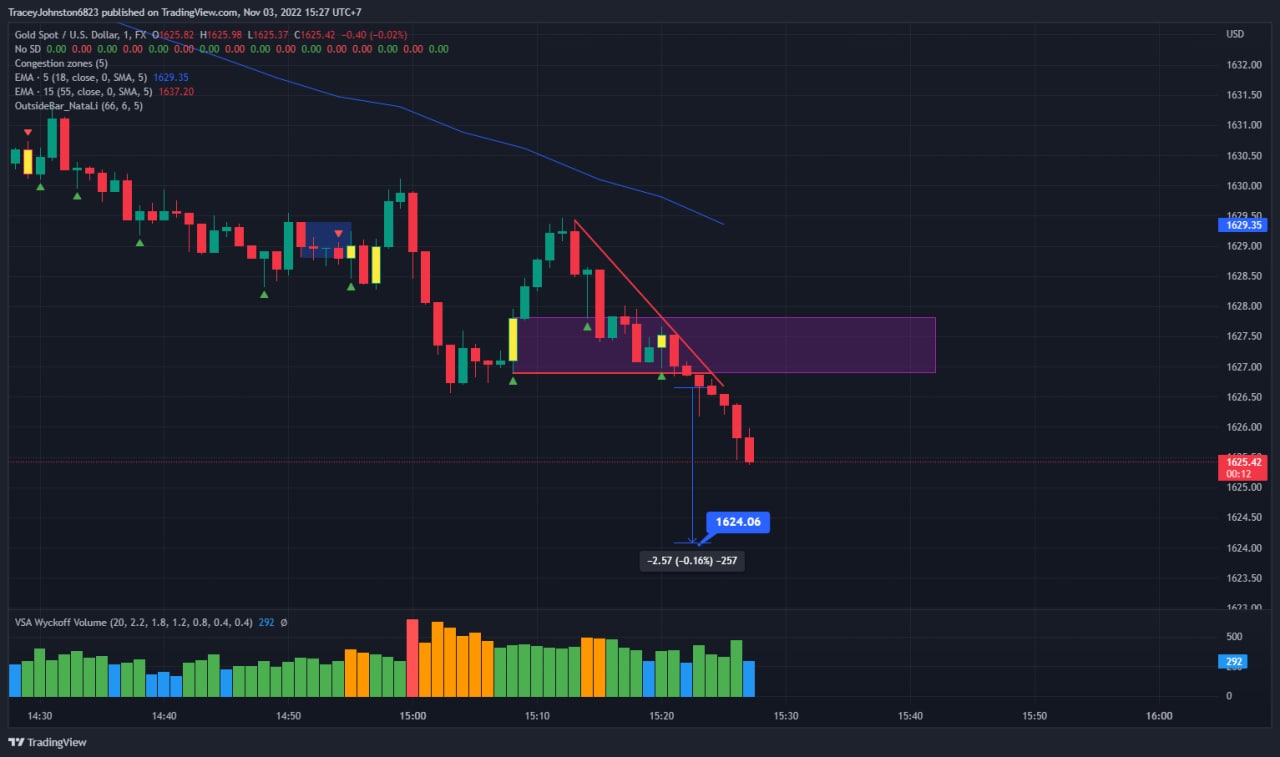 TraceyJohnston6823 published on TradingView.com, Nov 03, 2022 15:27 UTC+7
Gold Spot / U.S. Dollar, 1, FX O1625.82 H1625.98 L1625.37 C1625.42 −0.40 (−0.02%)
USD
No SD 0.00 0.00 0.00 0.00 0.00 0.00 0.00 0.00 0.00 0.00 0.00 0.00 0.00 0.00 0.00 0.00
Congestion zones (5)
EMA · 5 (18, close, 0, SMA, 5) 1629.35
EMA · 15 (55, close, 0, SMA, 5) 1637.20
OutsideBar_NataLi (66, 6, 5)
1632.00
1631.50
1631.00
1630.50
1630.00
1629.50
1629.35
1629.00
1628.50
1628.00
1627.50
1627.00
1626.50
1626.00
1625.42
00:12
1625.00
1624.50
1624.00
1623.50
1623.00
1624.06
−2.57 (−0.16%) −257
VSA Wyckoff Volume (20, 2.2, 1.8, 1.2, 0.8, 0.4, 0.4) 292 Ø
500
292
0
14:30 14:40 14:50 15:00 15:10 15:20 15:30 15:40 15:50 16:00
TradingView